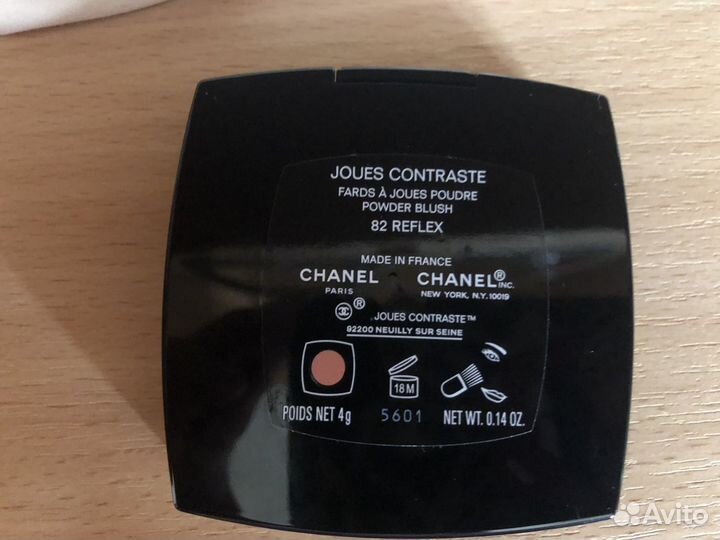 JOUES CONTRASTE
FARDS À JOUES POUDRE
POWDER BLUSH
82 REFLEX
MADE IN FRANCE
CHANEL CHANEL® INC.
PARIS NEW YORK, N.Y. 10019
® JOUES CONTRASTE™
92200 NEUILLY SUR SEINE
18M
POIDS NET 4g 5601 NET WT. 0.14 OZ.
Avito